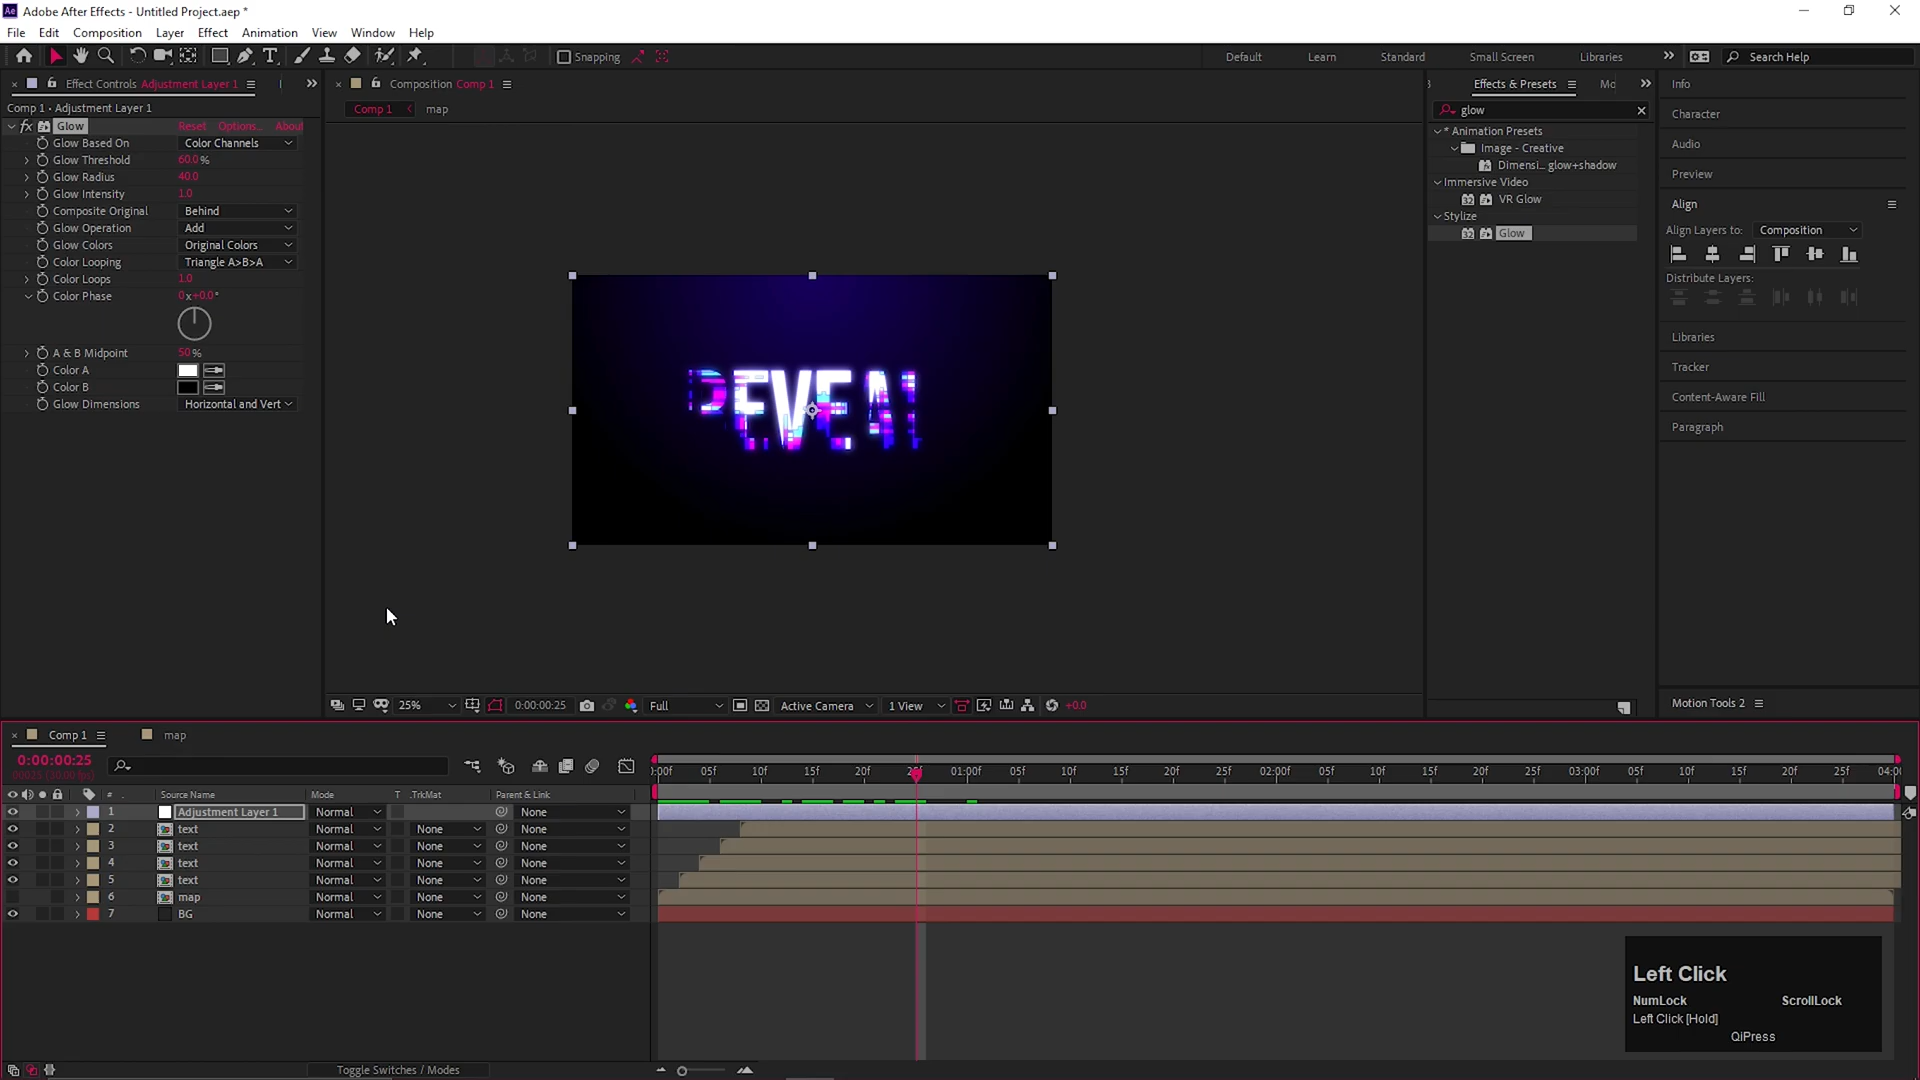 Ae Adobe After Effects - Untitled Project.aep *
File Edit Composition Layer Effect Animation View Window Help
Snapping Default Learn Standard Small Screen Libraries Search Help
Effect Controls Adjustment Layer 1
Comp 1 • Adjustment Layer 1
fx Glow Reset Options... About
Glow Based On Color Channels
Glow Threshold 60.0 %
Glow Radius 40.0
Glow Intensity 1.0
Composite Original Behind
Glow Operation Add
Glow Colors Original Colors
Color Looping Triangle A>B>A
Color Loops 1.0
Color Phase 0x+0.0°
A & B Midpoint 50 %
Color A
Color B
Glow Dimensions Horizontal and Vert
Composition Comp 1
Comp 1 map
REVEAL
25% 0:00:00:25 Full Active Camera 1 View +0.0
Effects & Presets Mo
glow
* Animation Presets
Image - Creative
Dimensi... glow+shadow
Immersive Video
32 VR Glow
Stylize
32 Glow
Info
Character
Audio
Preview
Align
Align Layers to: Composition
Distribute Layers:
Libraries
Tracker
Content-Aware Fill
Paragraph
Motion Tools 2
Comp 1 map
0:00:00:25
00025 (30.00 fps)
:00f 05f 10f 15f 20f 25f 01:00f 05f 10f 15f 20f 25f 02:00f 05f 10f 15f 20f 25f 03:00f 05f 10f 15f 20f 25f 04:0
# Source Name Mode T .TrkMat Parent & Link
1 Adjustment Layer 1 Normal None
2 text Normal None None
3 text Normal None None
4 text Normal None None
5 text Normal None None
6 map Normal None None
7 BG Normal None None
Toggle Switches / Modes
Left Click
NumLock ScrollLock
Left Click [Hold]
QiPress